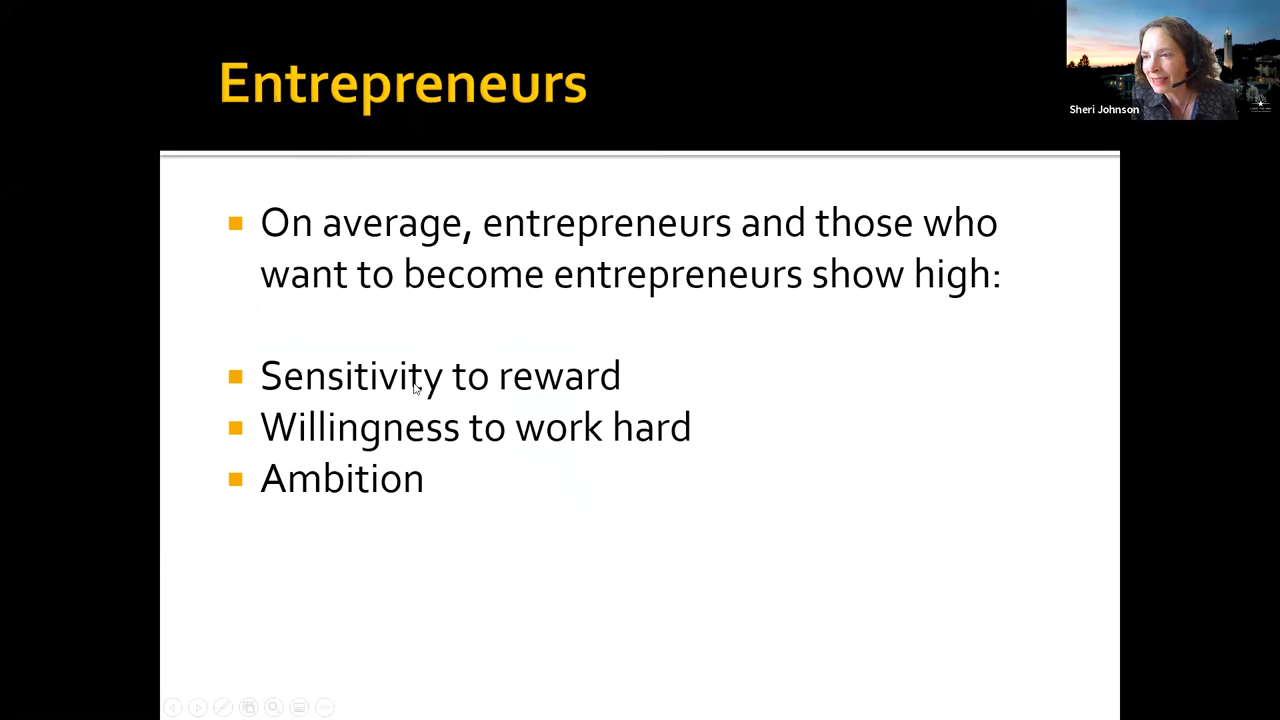 Entrepreneurs
Sheri Johnson
On average, entrepreneurs and those who
want to become entrepreneurs show high:
Sensitivity to reward
Willingness to work hard
Ambition